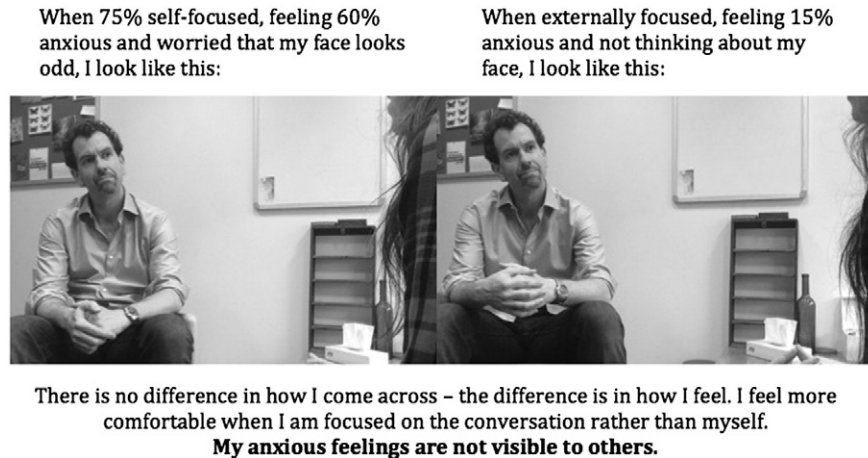 When 75% self-focused, feeling 60%
anxious and worried that my face looks
odd, I look like this:
When externally focused, feeling 15%
anxious and not thinking about my
face, I look like this:
There is no difference in how I come across – the difference is in how I feel. I feel more
comfortable when I am focused on the conversation rather than myself.
My anxious feelings are not visible to others.